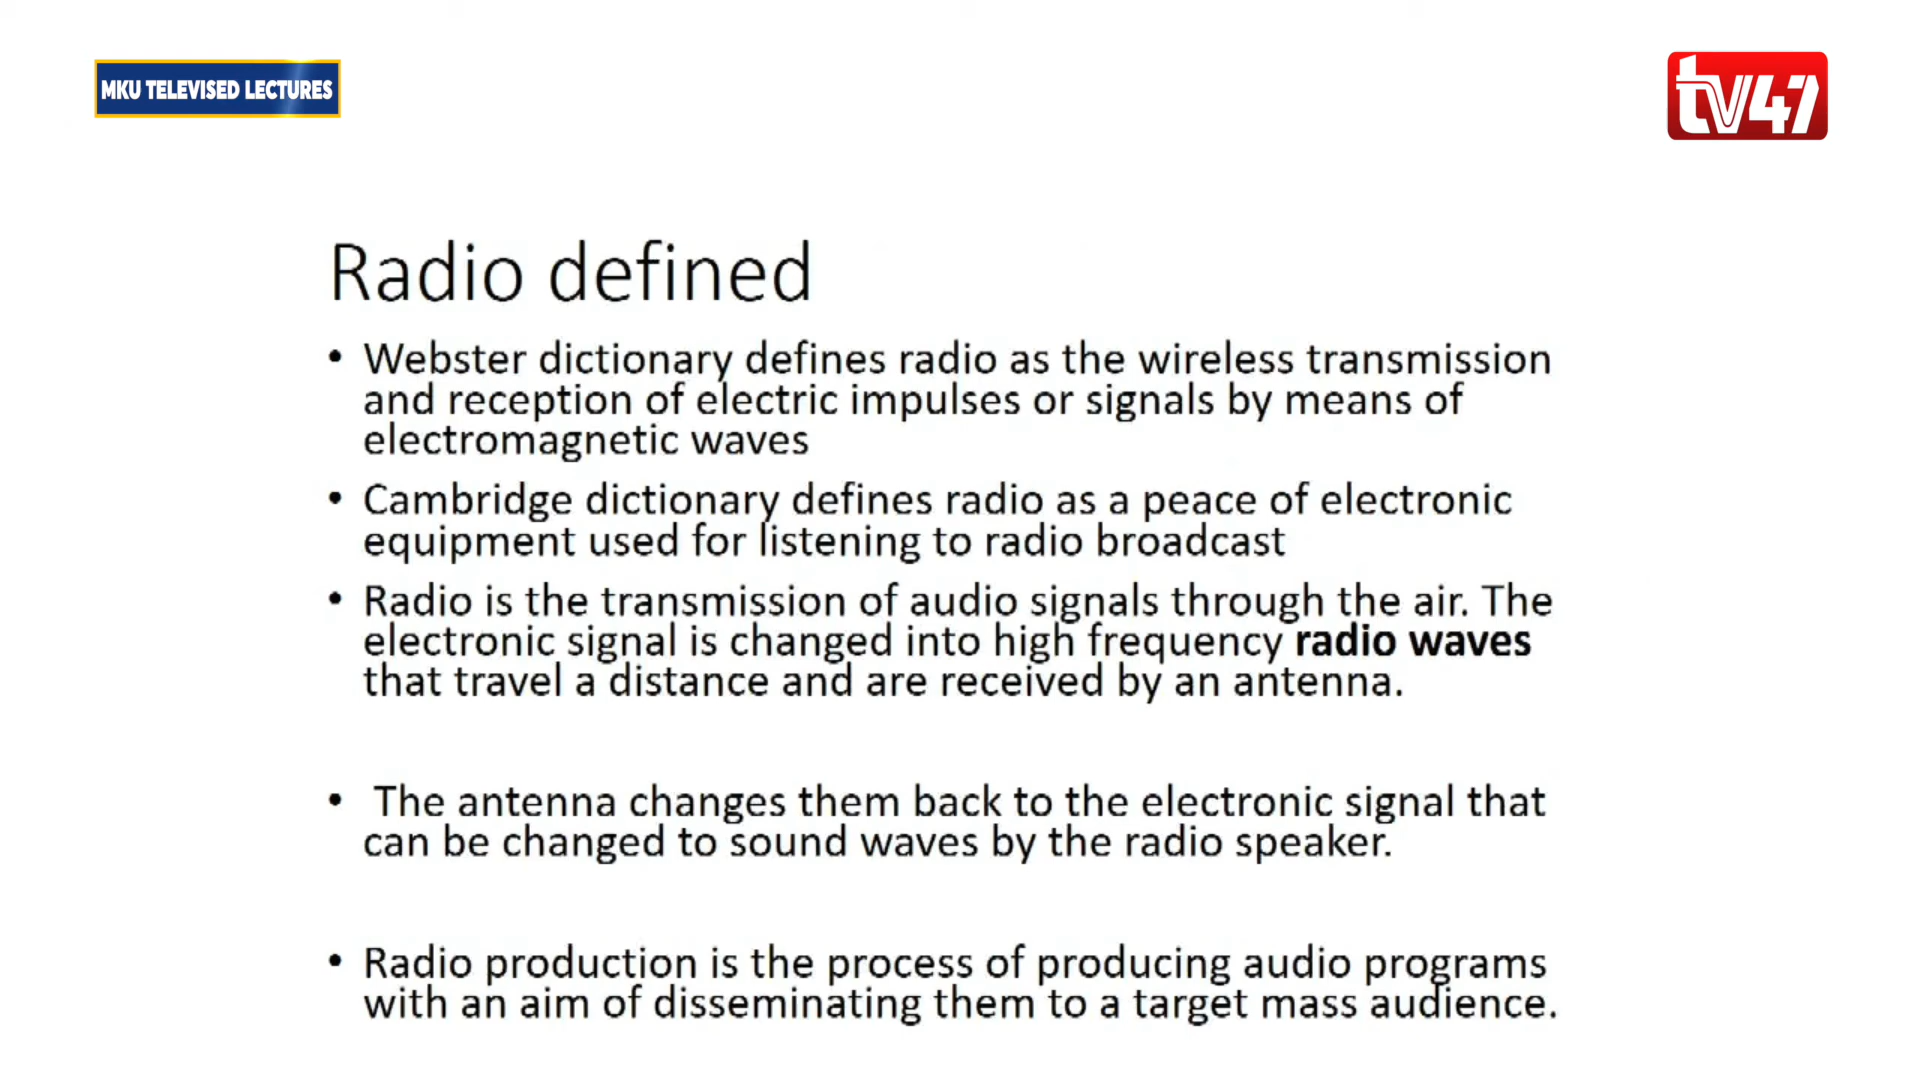 MKU TELEVISED LECTURES
tv47
Radio defined
• Webster dictionary defines radio as the wireless transmission
and reception of electric impulses or signals by means of
electromagnetic waves
• Cambridge dictionary defines radio as a peace of electronic
equipment used for listening to radio broadcast
• Radio is the transmission of audio signals through the air. The
electronic signal is changed into high frequency radio waves
that travel a distance and are received by an antenna.
• The antenna changes them back to the electronic signal that
can be changed to sound waves by the radio speaker.
• Radio production is the process of producing audio programs
with an aim of disseminating them to a target mass audience.